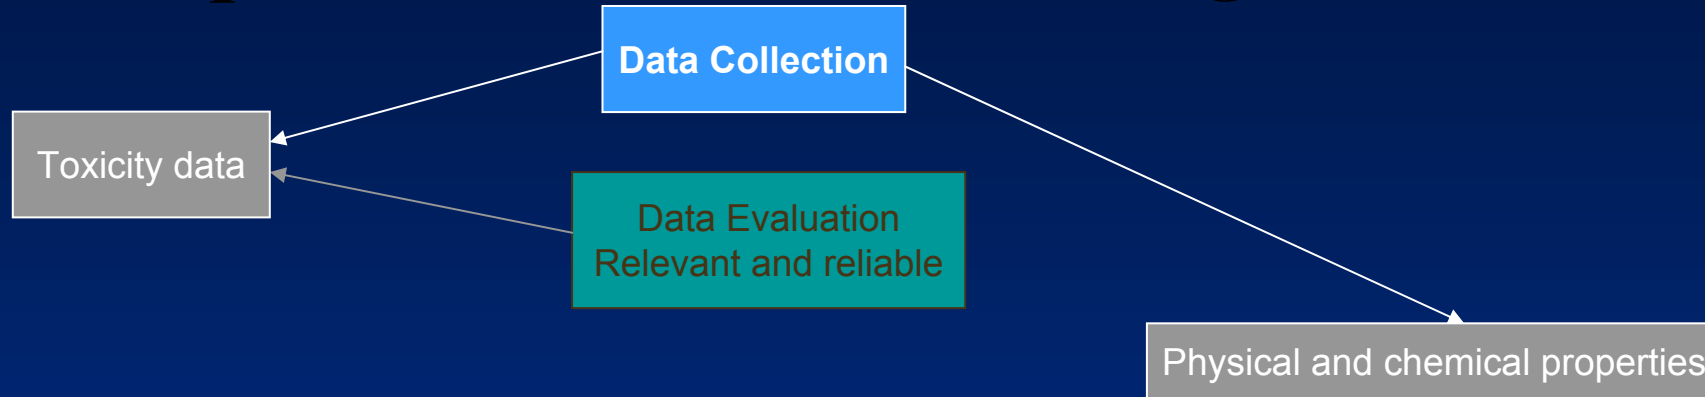 Data Collection
Toxicity data
Data Evaluation
Relevant and reliable
Physical and chemical properties